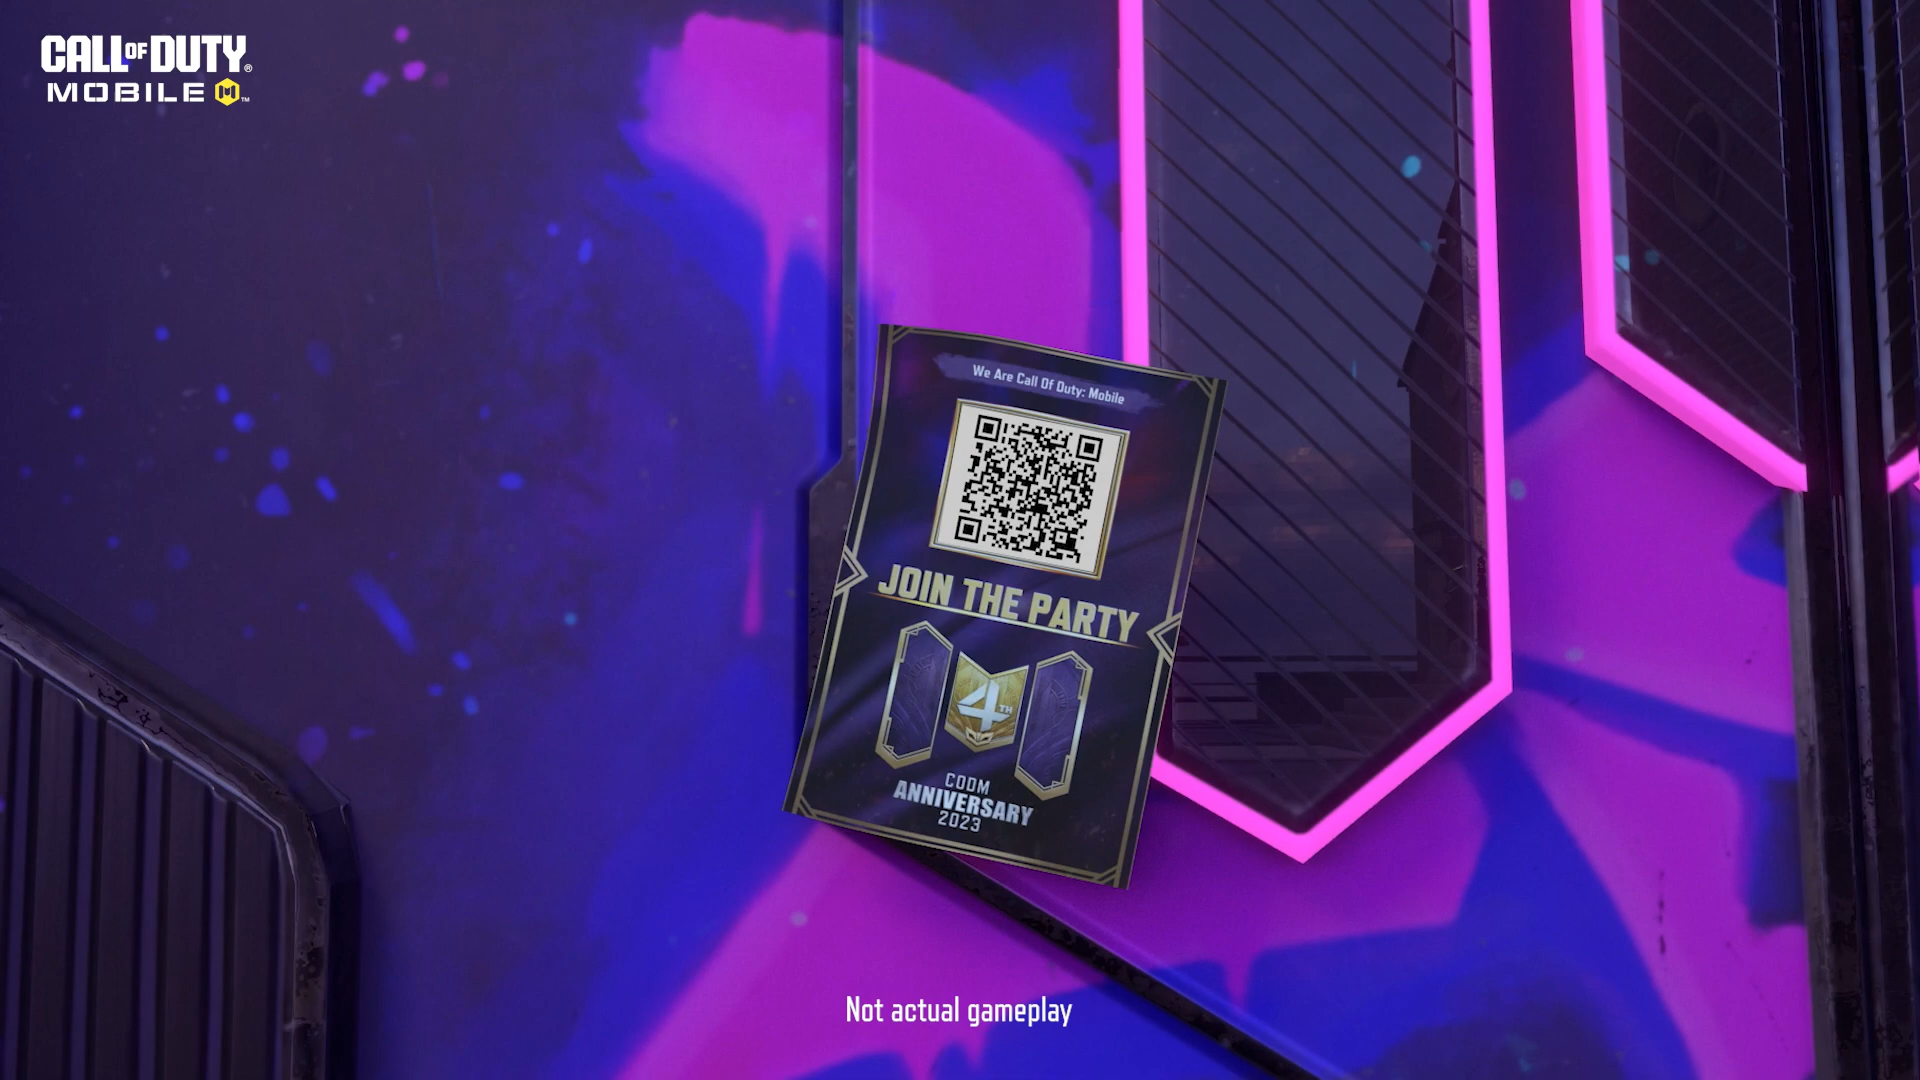 CALL OF DUTY®
MOBILE™
We Are Call Of Duty: Mobile
JOIN THE PARTY
4TH
CODM
ANNIVERSARY
2023
Not actual gameplay